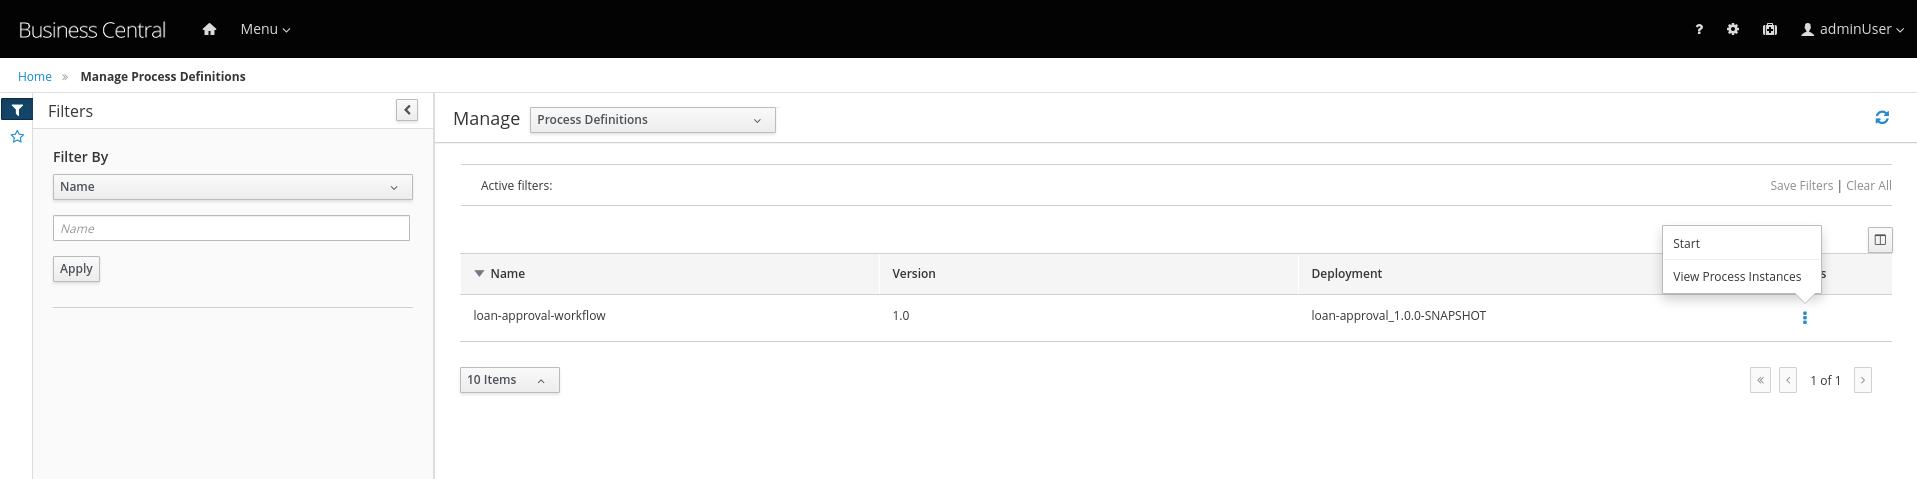 Business Central
Menu
?
adminUser
Home » Manage Process Definitions
Filters
Filter By
Name
Name
Apply
Manage
Process Definitions
Active filters:
Save Filters | Clear All
Start
View Process Instances
Name Version Deployment
loan-approval-workflow 1.0 loan-approval_1.0.0-SNAPSHOT
10 Items
1 of 1